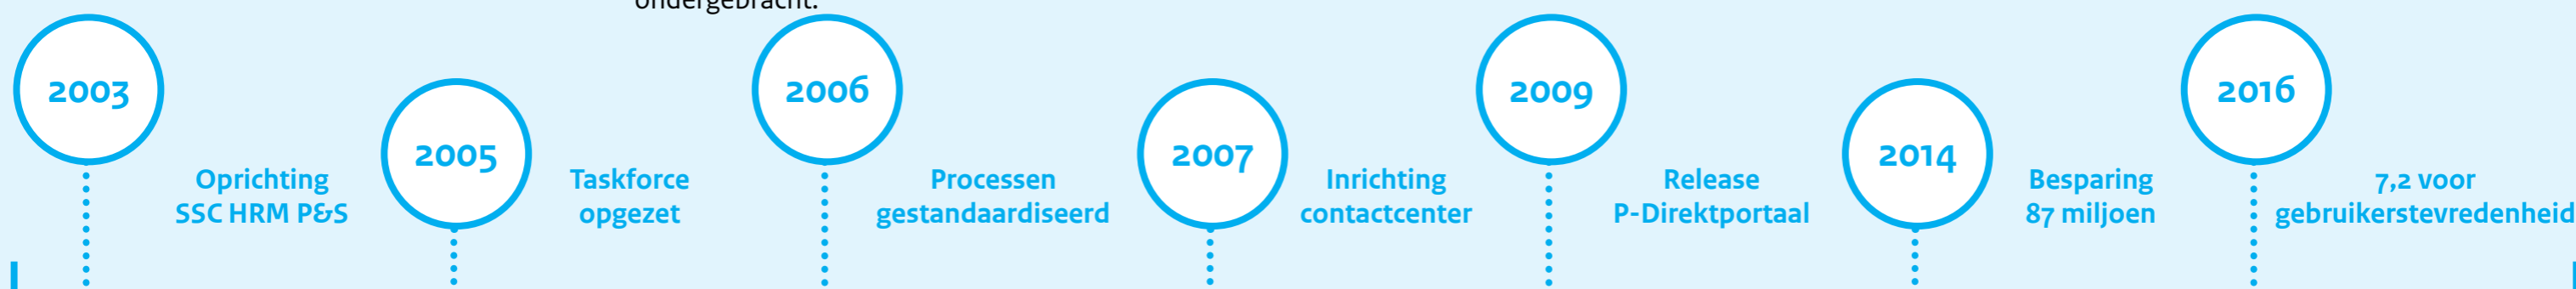 ondergebracht.
2003
Oprichting
SSC HRM P&S
2005
Taskforce
opgezet
2006
Processen
gestandaardiseerd
2007
Inrichting
contactcenter
2009
Release
P-Direktportaal
2014
Besparing
87 miljoen
2016
7,2 voor
gebruikerstevredenheid